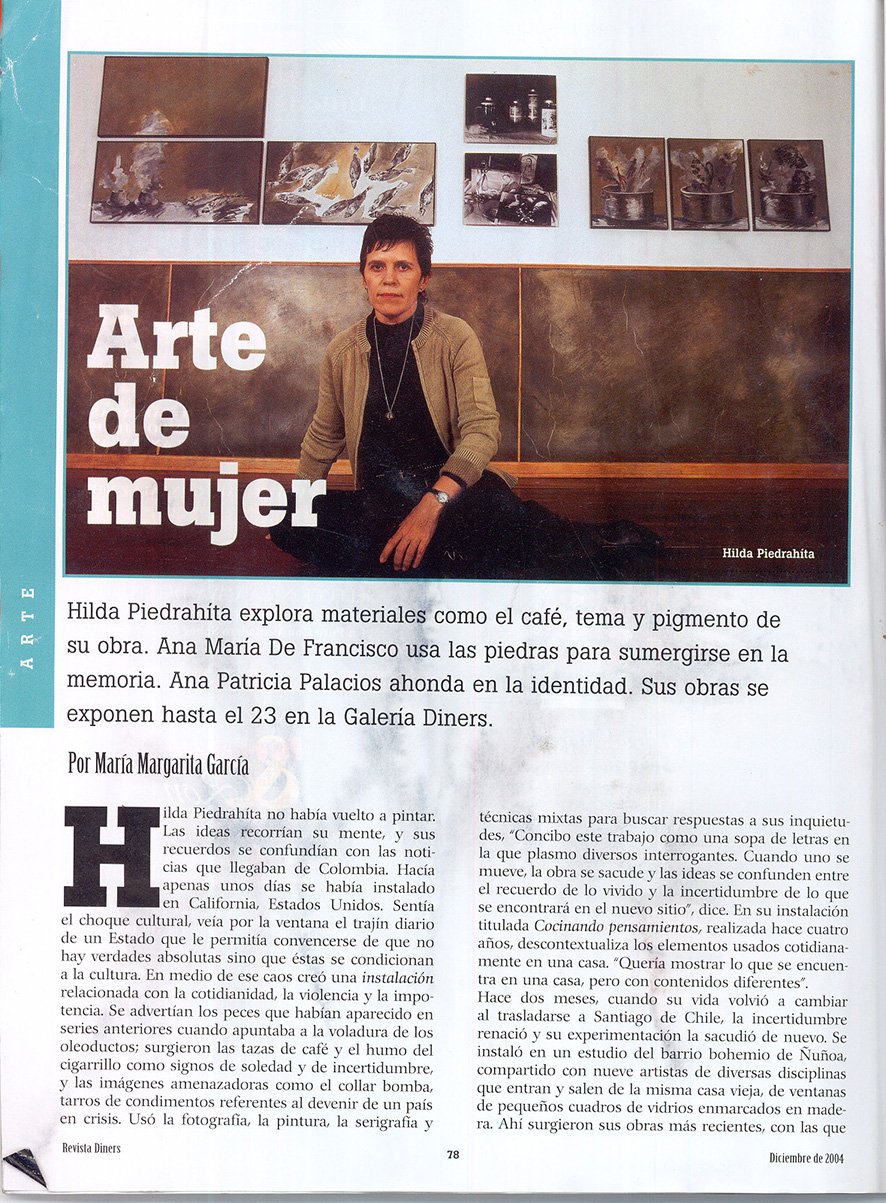 Arte
de
mujer
Hilda Piedrahíta
ARTE
Hilda Piedrahíta explora materiales como el café, tema y pigmento de
su obra. Ana María De Francisco usa las piedras para sumergirse en la
memoria. Ana Patricia Palacios ahonda en la identidad. Sus obras se
exponen hasta el 23 en la Galería Diners.
Por María Margarita García
Hilda Piedrahíta no había vuelto a pintar.
Las ideas recorrían su mente, y sus
recuerdos se confundían con las noti-
cias que llegaban de Colombia. Hacía
apenas unos días se había instalado
en California, Estados Unidos. Sentía
el choque cultural, veía por la ventana el trajín diario
de un Estado que le permitía convencerse de que no
hay verdades absolutas sino que éstas se condicionan
a la cultura. En medio de ese caos creó una instalación
relacionada con la cotidianidad, la violencia y la impo-
tencia. Se advertían los peces que habían aparecido en
series anteriores cuando apuntaba a la voladura de los
oleoductos; surgieron las tazas de café y el humo del
cigarrillo como signos de soledad y de incertidumbre,
y las imágenes amenazadoras como el collar bomba,
tarros de condimentos referentes al devenir de un país
en crisis. Usó la fotografía, la pintura, la serigrafía y
técnicas mixtas para buscar respuestas a sus inquietu-
des, “Concibo este trabajo como una sopa de letras en
la que plasmo diversos interrogantes. Cuando uno se
mueve, la obra se sacude y las ideas se confunden entre
el recuerdo de lo vivido y la incertidumbre de lo que
se encontrará en el nuevo sitio”, dice. En su instalación
titulada Cocinando pensamientos, realizada hace cuatro
años, descontextualiza los elementos usados cotidiana-
mente en una casa. “Quería mostrar lo que se encuen-
tra en una casa, pero con contenidos diferentes”.
Hace dos meses, cuando su vida volvió a cambiar
al trasladarse a Santiago de Chile, la incertidumbre
renació y su experimentación la sacudió de nuevo. Se
instaló en un estudio del barrio bohemio de Ñuñoa,
compartido con nueve artistas de diversas disciplinas
que entran y salen de la misma casa vieja, de ventanas
de pequeños cuadros de vidrios enmarcados en made-
ra. Ahí surgieron sus obras más recientes, con las que
Revista Diners
78
Diciembre de 2004